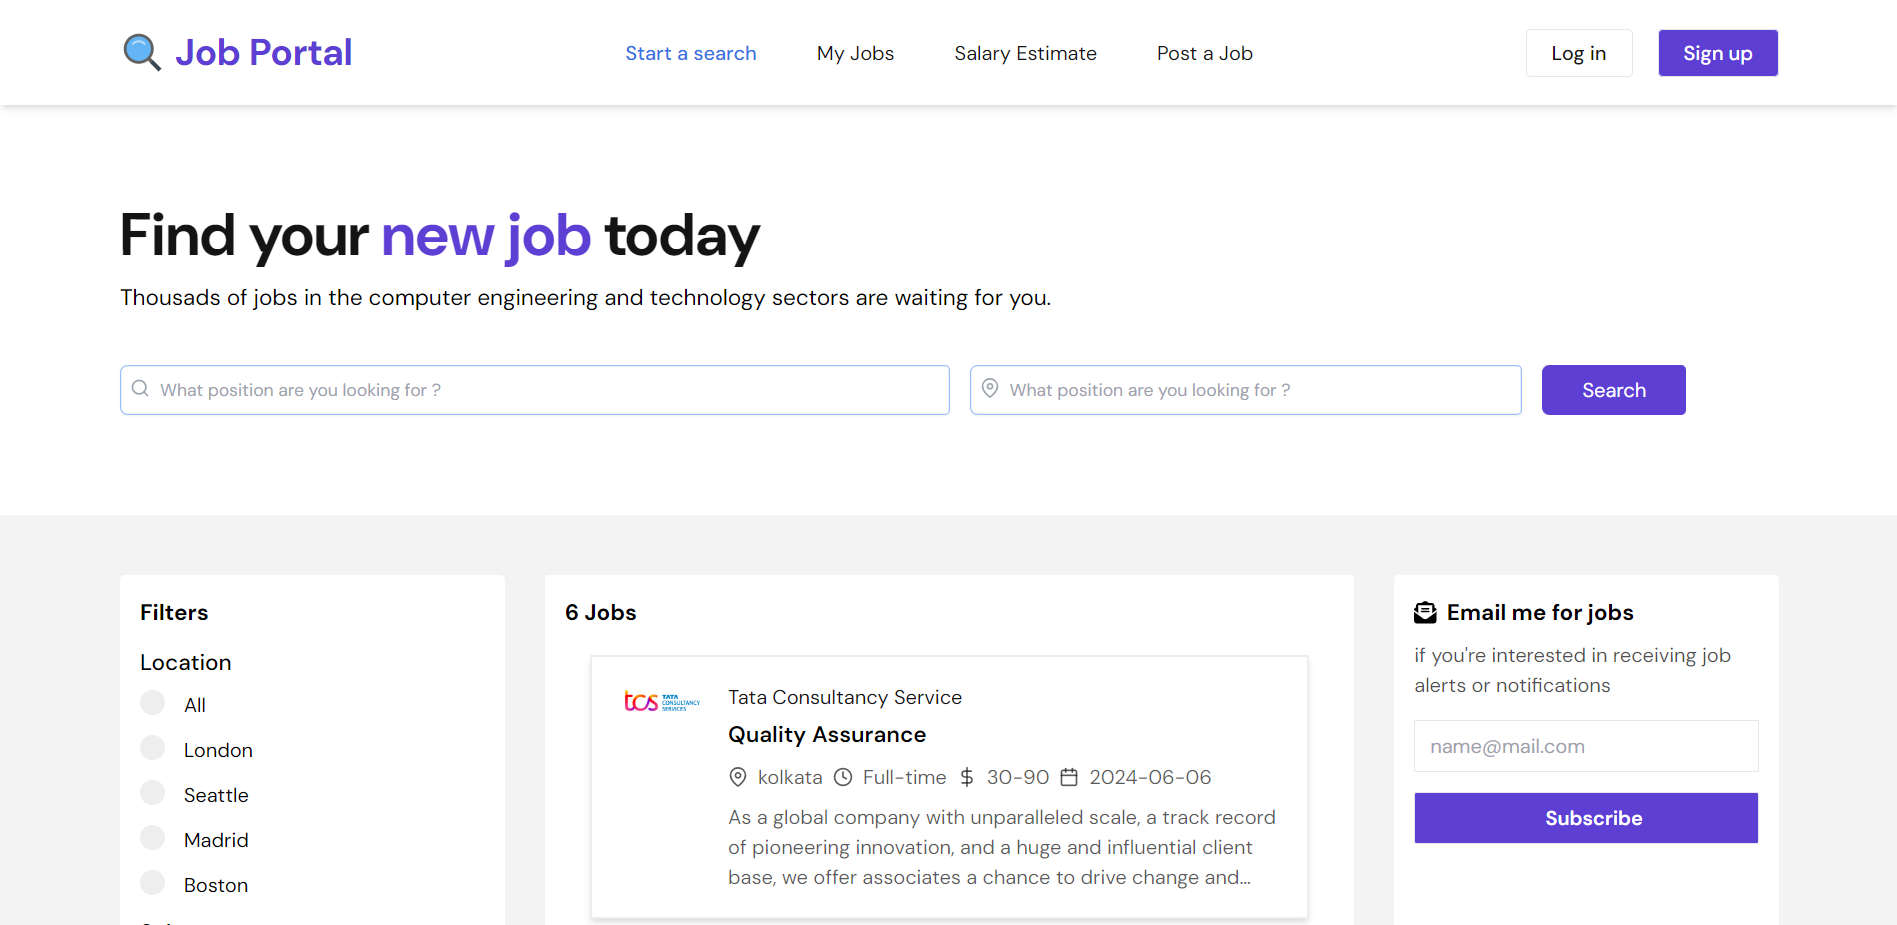 Job Portal
Start a search
My Jobs
Salary Estimate
Post a Job
Log in
Sign up
Find your new job today
Thousads of jobs in the computer engineering and technology sectors are waiting for you.
What position are you looking for ?
What position are you looking for ?
Search
Filters
Location
All
London
Seattle
Madrid
Boston
6 Jobs
tcs TATA
CONSULTANCY
SERVICES
Tata Consultancy Service
Quality Assurance
kolkata Full-time $ 30-90 2024-06-06
As a global company with unparalleled scale, a track record
of pioneering innovation, and a huge and influential client
base, we offer associates a chance to drive change and...
Email me for jobs
if you're interested in receiving job
alerts or notifications
name@mail.com
Subscribe